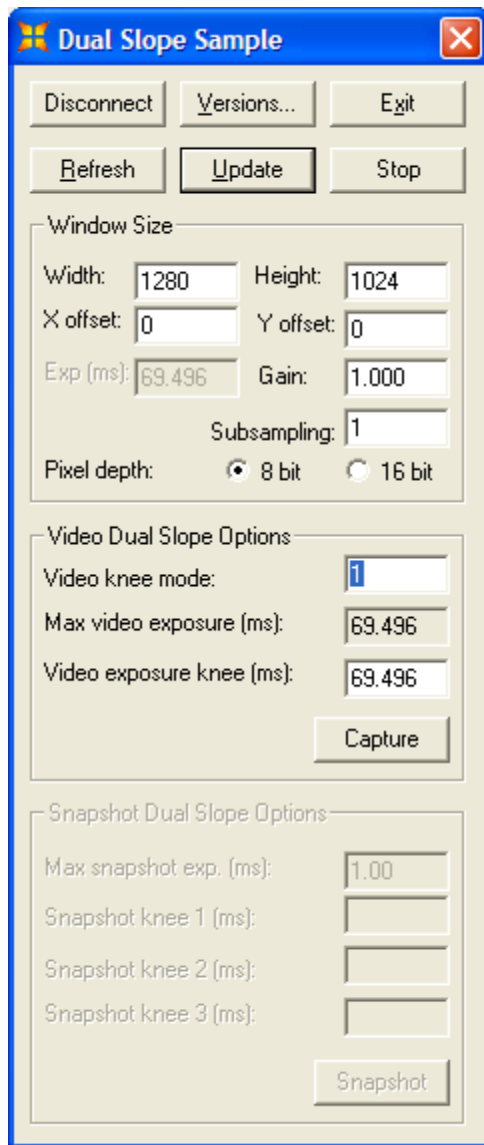 Dual Slope Sample
Disconnect Versions... Exit
Refresh Update Stop
Window Size
Width: 1280 Height: 1024
X offset: 0 Y offset: 0
Exp (ms): 69.496 Gain: 1.000
Subsampling: 1
Pixel depth: 8 bit 16 bit
Video Dual Slope Options
Video knee mode: 1
Max video exposure (ms): 69.496
Video exposure knee (ms): 69.496
Capture
Snapshot Dual Slope Options
Max snapshot exp. (ms): 1.00
Snapshot knee 1 (ms):
Snapshot knee 2 (ms):
Snapshot knee 3 (ms):
Snapshot